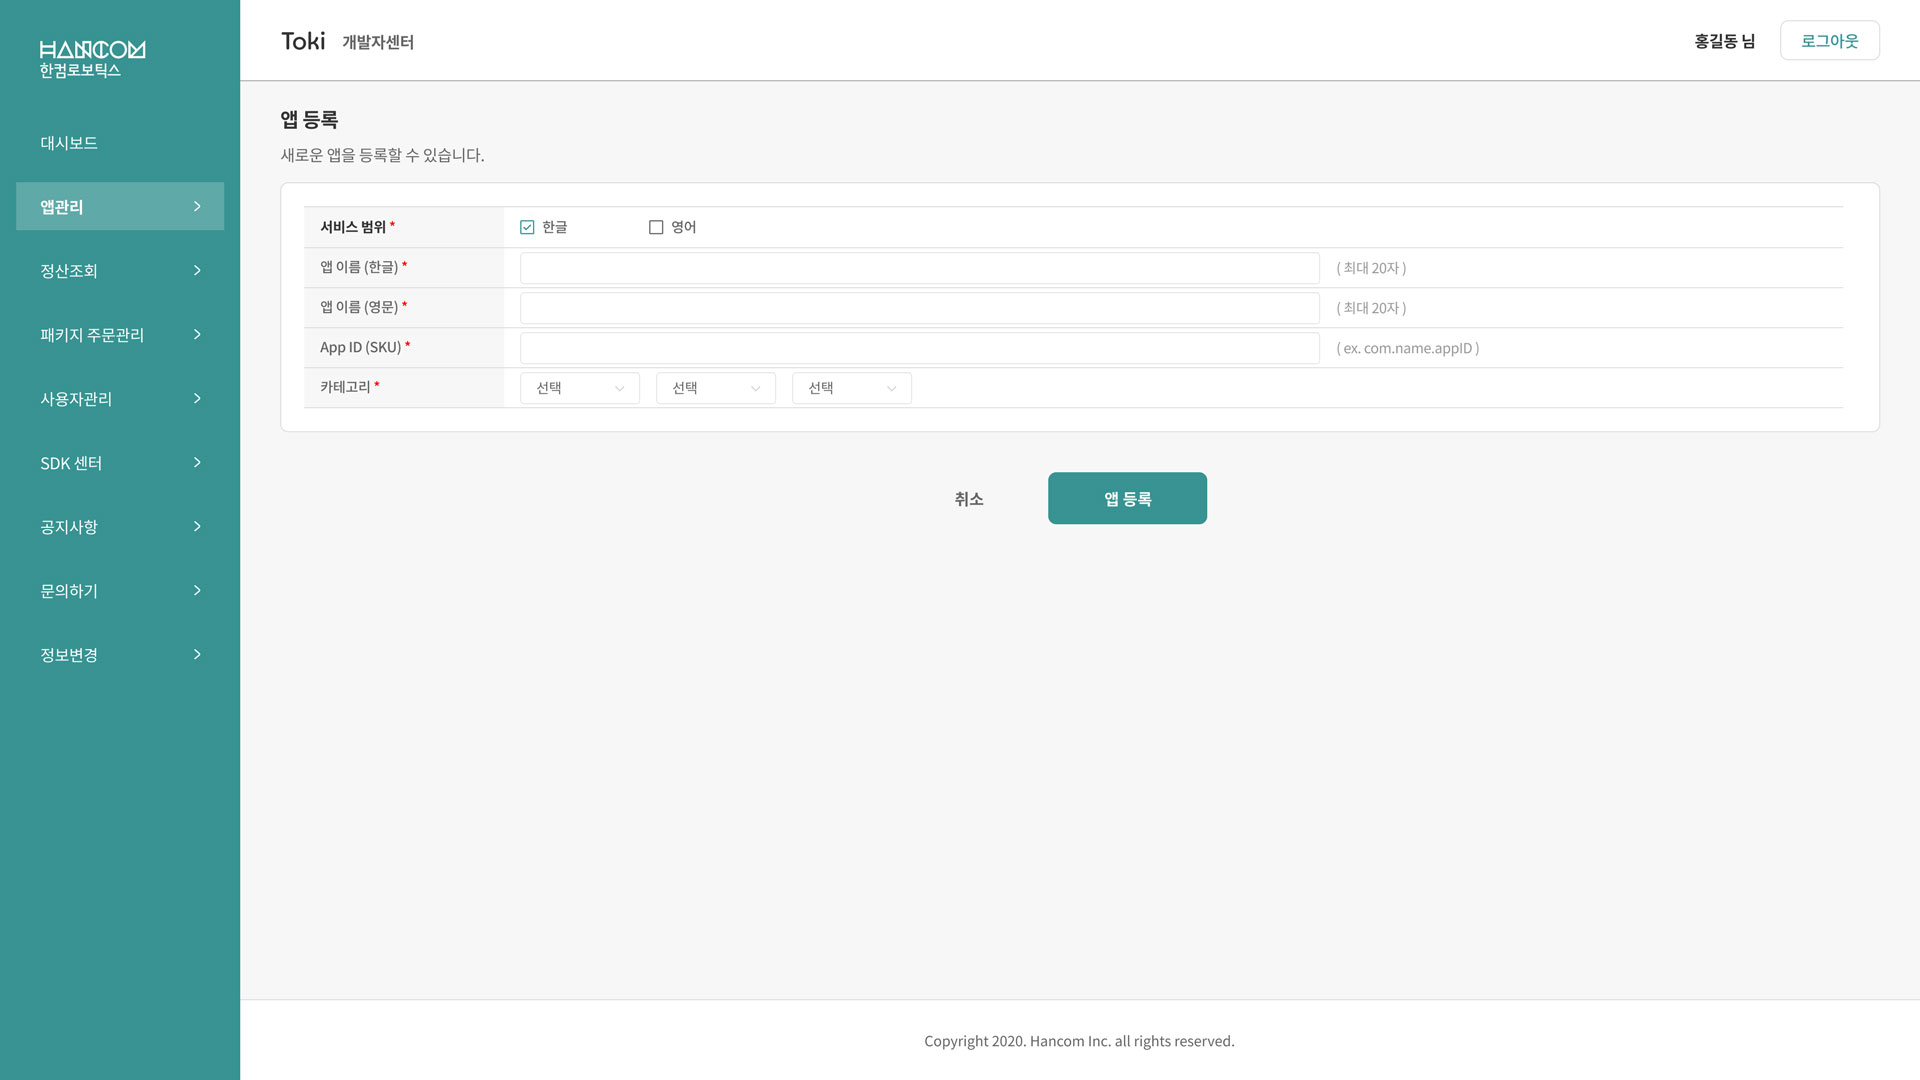 HANCOM
한컴로보틱스
대시보드
앱관리
정산조회
패키지 주문관리
사용자관리
SDK 센터
공지사항
문의하기
정보변경
Toki 개발자센터
홍길동 님 로그아웃
앱 등록
새로운 앱을 등록할 수 있습니다.
서비스 범위 * 한글 영어
앱 이름 (한글) * ( 최대 20자 )
앱 이름 (영문) * ( 최대 20자 )
App ID (SKU) * ( ex. com.name.appID )
카테고리 * 선택 선택 선택
취소 앱 등록
Copyright 2020. Hancom Inc. all rights reserved.